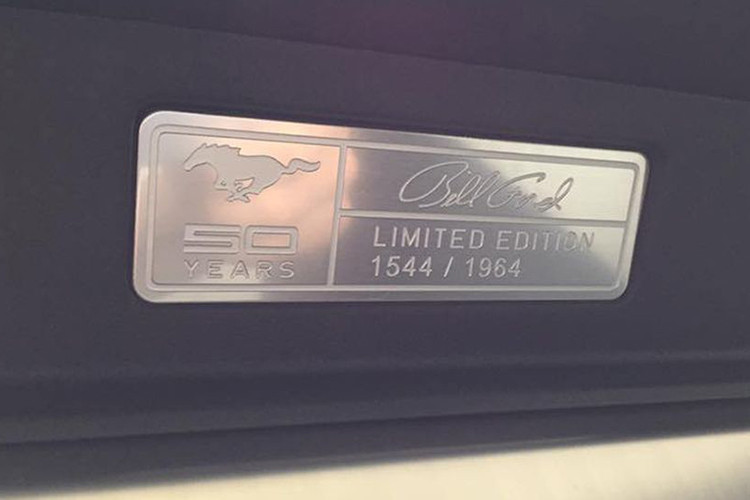 50
YEARS
Bill Ford
LIMITED EDITION
1544 / 1964